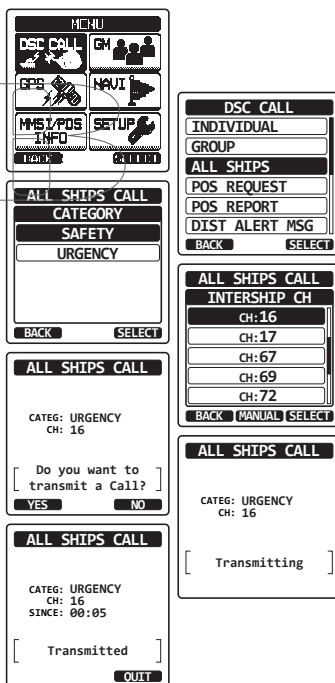 MENU
DSC CALL GM
GPS NAVI
MMSI/POS INFO SETUP
BACK
DSC CALL
INDIVIDUAL
GROUP
ALL SHIPS
POS REQUEST
POS REPORT
DIST ALERT MSG
BACK SELECT
ALL SHIPS CALL
CATEGORY
SAFETY
URGENCY
BACK SELECT
ALL SHIPS CALL
INTERSHIP CH
CH:16
CH:17
CH:67
CH:69
CH:72
BACK MANUAL SELECT
ALL SHIPS CALL
CATEG: URGENCY
CH: 16
Do you want to
transmit a Call?
YES NO
ALL SHIPS CALL
CATEG: URGENCY
CH: 16
Transmitting
ALL SHIPS CALL
CATEG: URGENCY
CH: 16
SINCE: 00:05
Transmitted
QUIT